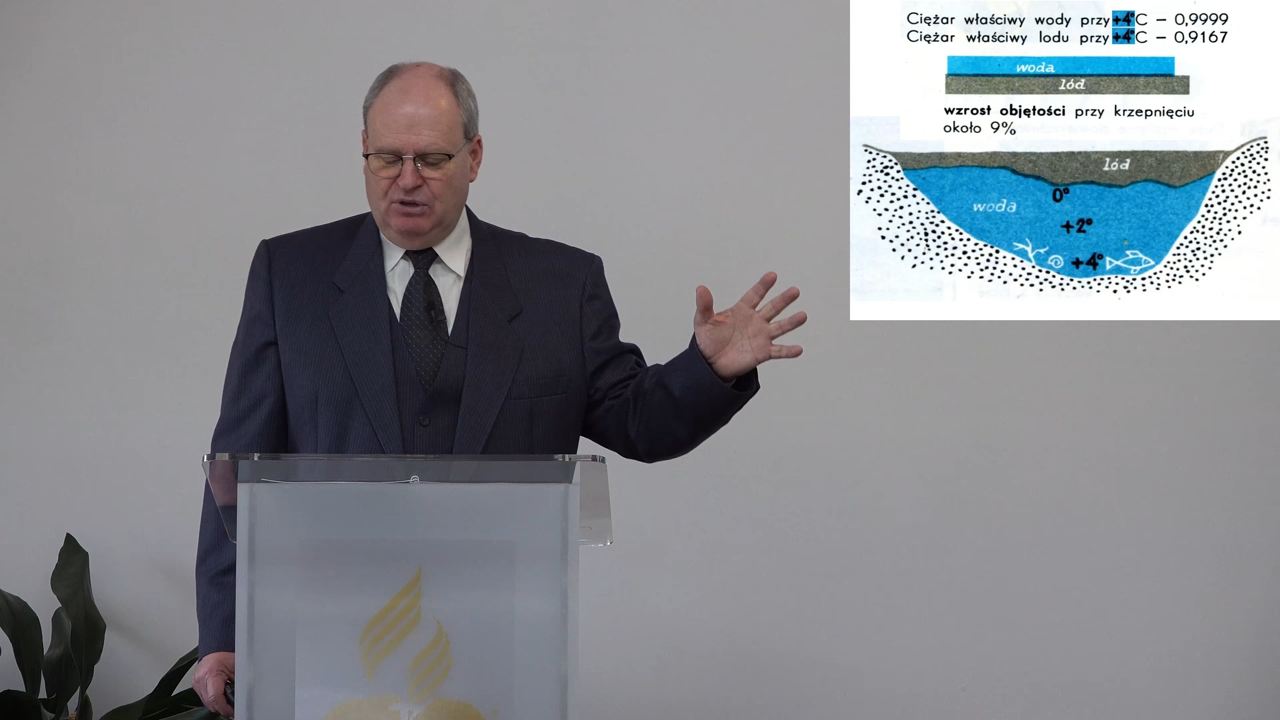 Ciężar właściwy wody przy +4°C – 0,9999
Ciężar właściwy lodu przy +4°C – 0,9167
woda
lód
wzrost objętości przy krzepnięciu
około 9%
lód
0°
woda
+2°
+4°